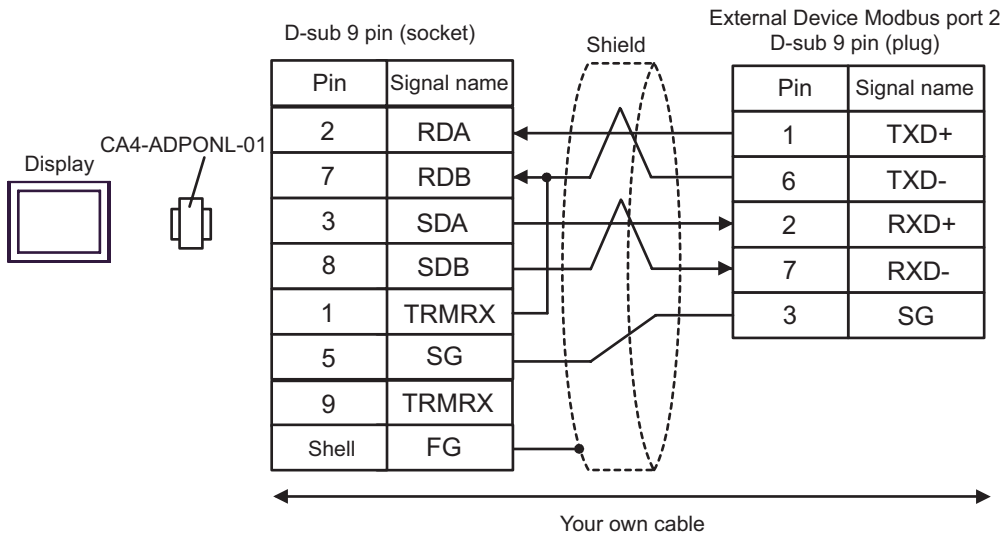 External Device Modbus port 2
D-sub 9 pin (socket)
Shield
D-sub 9 pin (plug)
Pin Signal name
Pin Signal name
2 RDA
1 TXD+
CA4-ADPONL-01
Display
7 RDB
6 TXD-
3 SDA
2 RXD+
8 SDB
7 RXD-
1 TRMRX
3 SG
5 SG
9 TRMRX
Shell FG
Your own cable